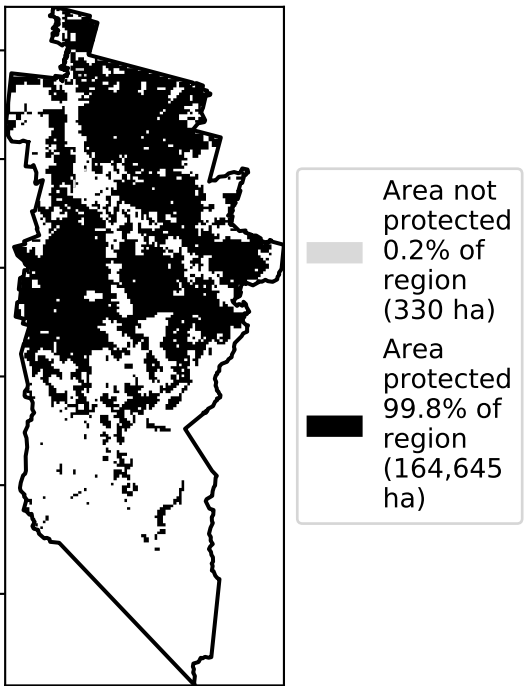 Area not
protected
0.2% of
region
(330 ha)
Area
protected
99.8% of
region
(164,645
ha)